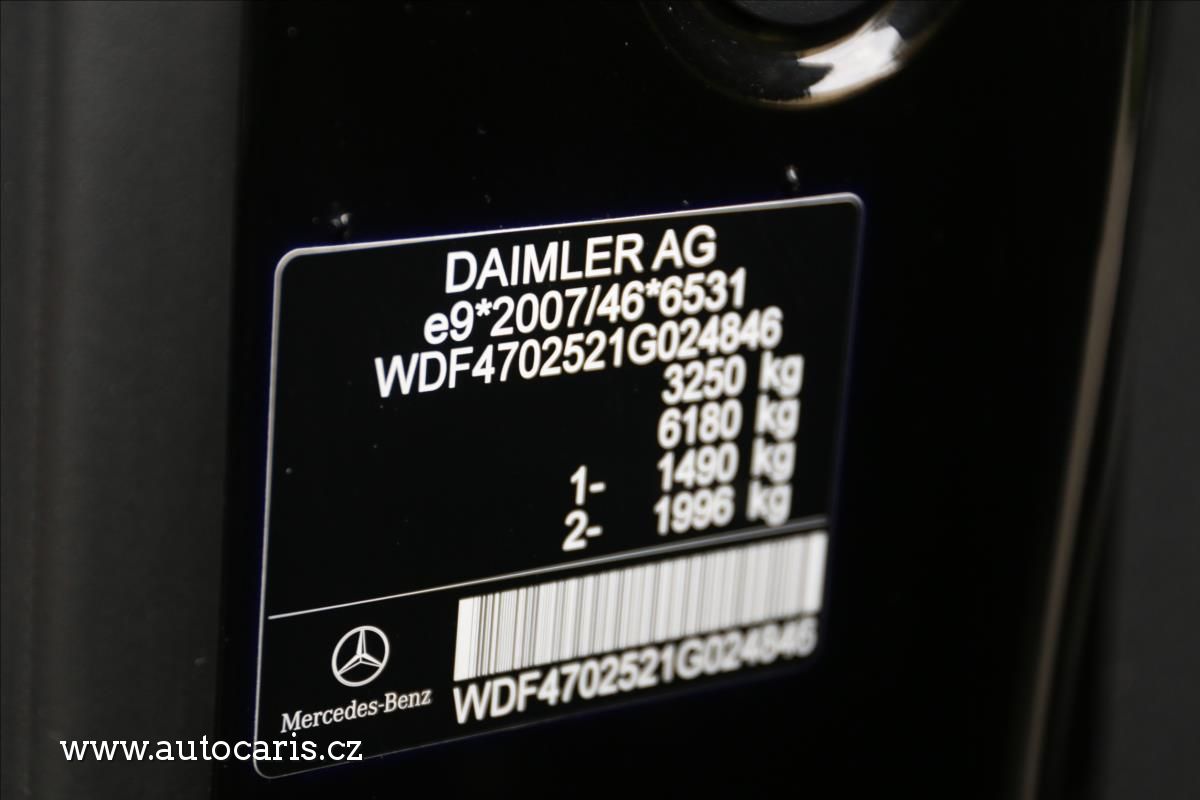 DAIMLER AG
e9*2007/46*6531
WDF4702521G024846
3250 kg
6180 kg
1- 1490 kg
2- 1996 kg
Mercedes-Benz
WDF4702521G024846
www.autocaris.cz